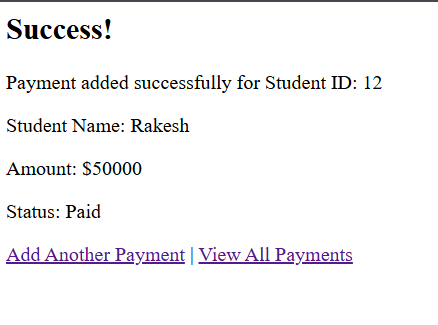 Success!
Payment added successfully for Student ID: 12
Student Name: Rakesh
Amount: $50000
Status: Paid
Add Another Payment | View All Payments